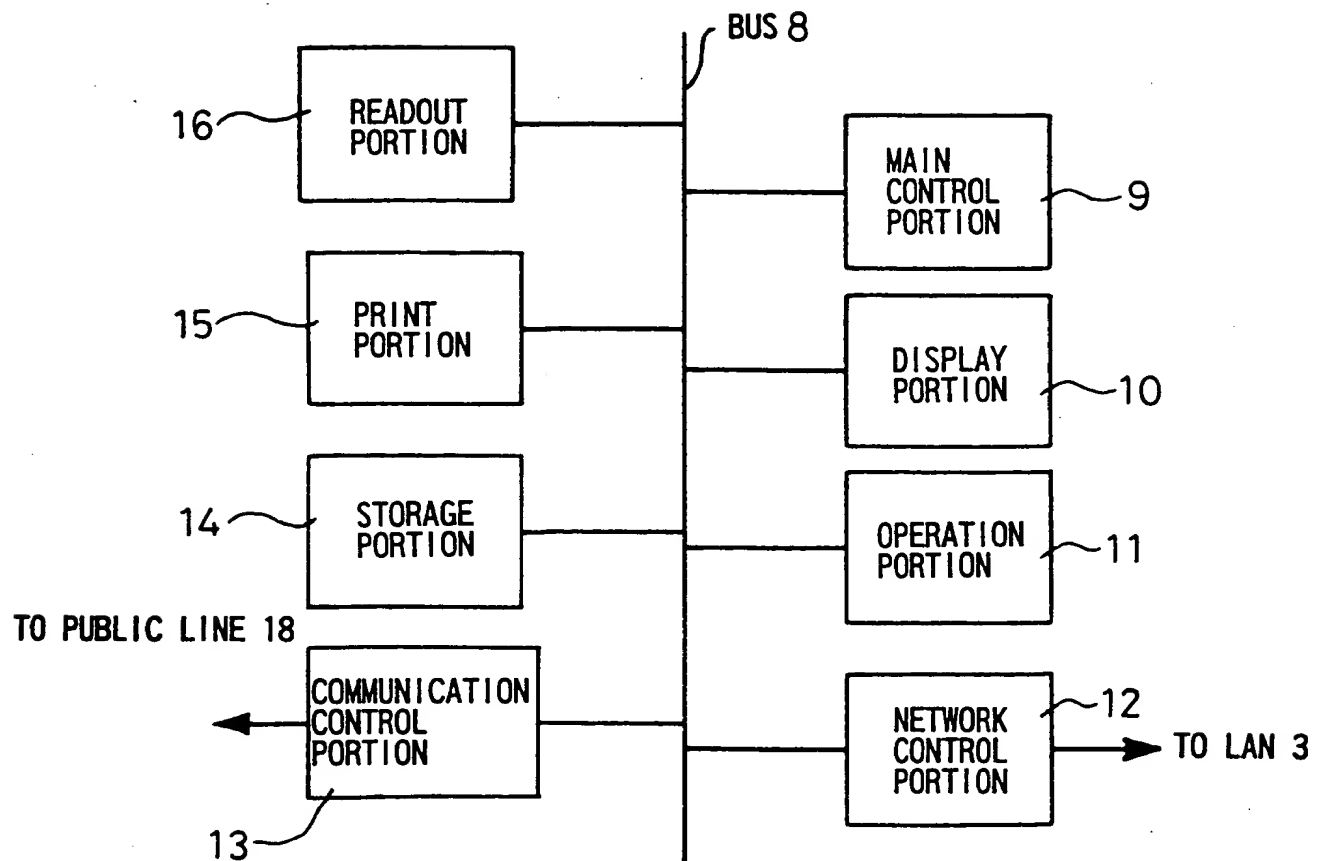 BUS 8
16
READOUT
PORTION
MAIN
CONTROL
PORTION
9
15
PRINT
PORTION
DISPLAY
PORTION
10
14
STORAGE
PORTION
OPERATION
PORTION
11
TO PUBLIC LINE 18
COMMUNICATION
CONTROL
PORTION
13
NETWORK
CONTROL
PORTION
12
TO LAN 3